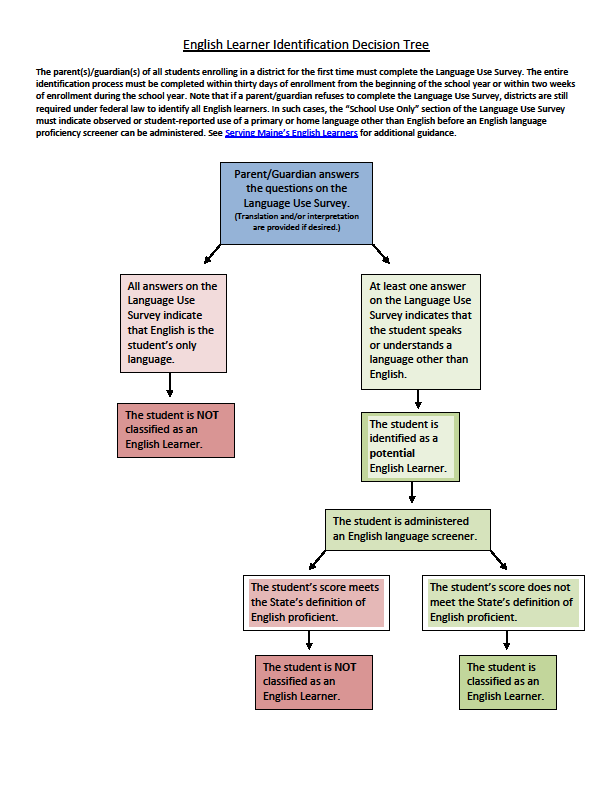 English Learner Identification Decision Tree
The parent(s)/guardian(s) of all students enrolling in a district for the first time must complete the Language Use Survey. The entire
identification process must be completed within thirty days of enrollment from the beginning of the school year or within two weeks
of enrollment during the school year. Note that if a parent/guardian refuses to complete the Language Use Survey, districts are still
required under federal law to identify all English learners. In such cases, the “School Use Only” section of the Language Use Survey
must indicate observed or student-reported use of a primary or home language other than English before an English language
proficiency screener can be administered. See Serving Maine’s English Learners for additional guidance.
Parent/Guardian answers
the questions on the
Language Use Survey.
(Translation and/or interpretation
are provided if desired.)
All answers on the
Language Use
Survey indicate
that English is the
student’s only
language.
The student is NOT
classified as an
English Learner.
At least one answer
on the Language Use
Survey indicates that
the student speaks
or understands a
language other than
English.
The student is
identified as a
potential
English Learner.
The student is administered
an English language screener.
The student’s score meets
the State’s definition of
English proficient.
The student is NOT
classified as an
English Learner.
The student’s score does not
meet the State’s definition of
English proficient.
The student is
classified as an
English Learner.